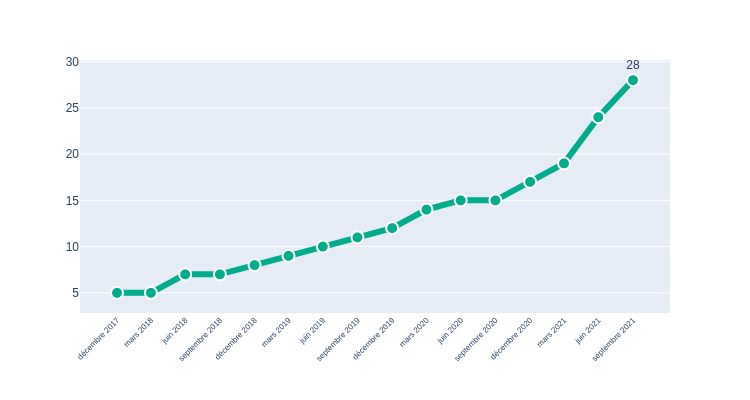 30
28
25
20
15
10
5
décembre 2017
mars 2018
juin 2018
septembre 2018
décembre 2018
mars 2019
juin 2019
septembre 2019
décembre 2019
mars 2020
juin 2020
septembre 2020
décembre 2020
mars 2021
juin 2021
septembre 2021